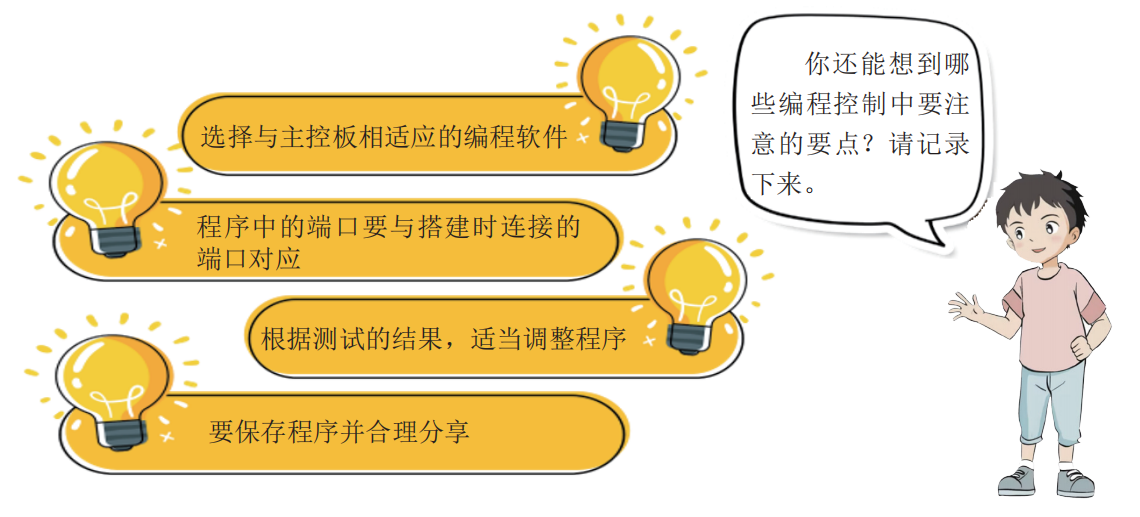 选择与主控板相适应的编程软件
程序中的端口要与搭建时连接的
端口对应
根据测试的结果，适当调整程序
要保存程序并合理分享
你还能想到哪
些编程控制中要注
意的要点？请记录
下来。